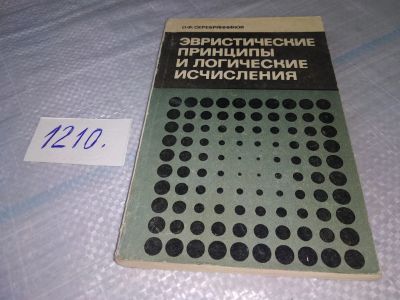 О.Ф. СЕРЕБРЯННИКОВ
ЭВРИСТИЧЕСКИЕ
ПРИНЦИПЫ
И ЛОГИЧЕСКИЕ
ИСЧИСЛЕНИЯ
1210.